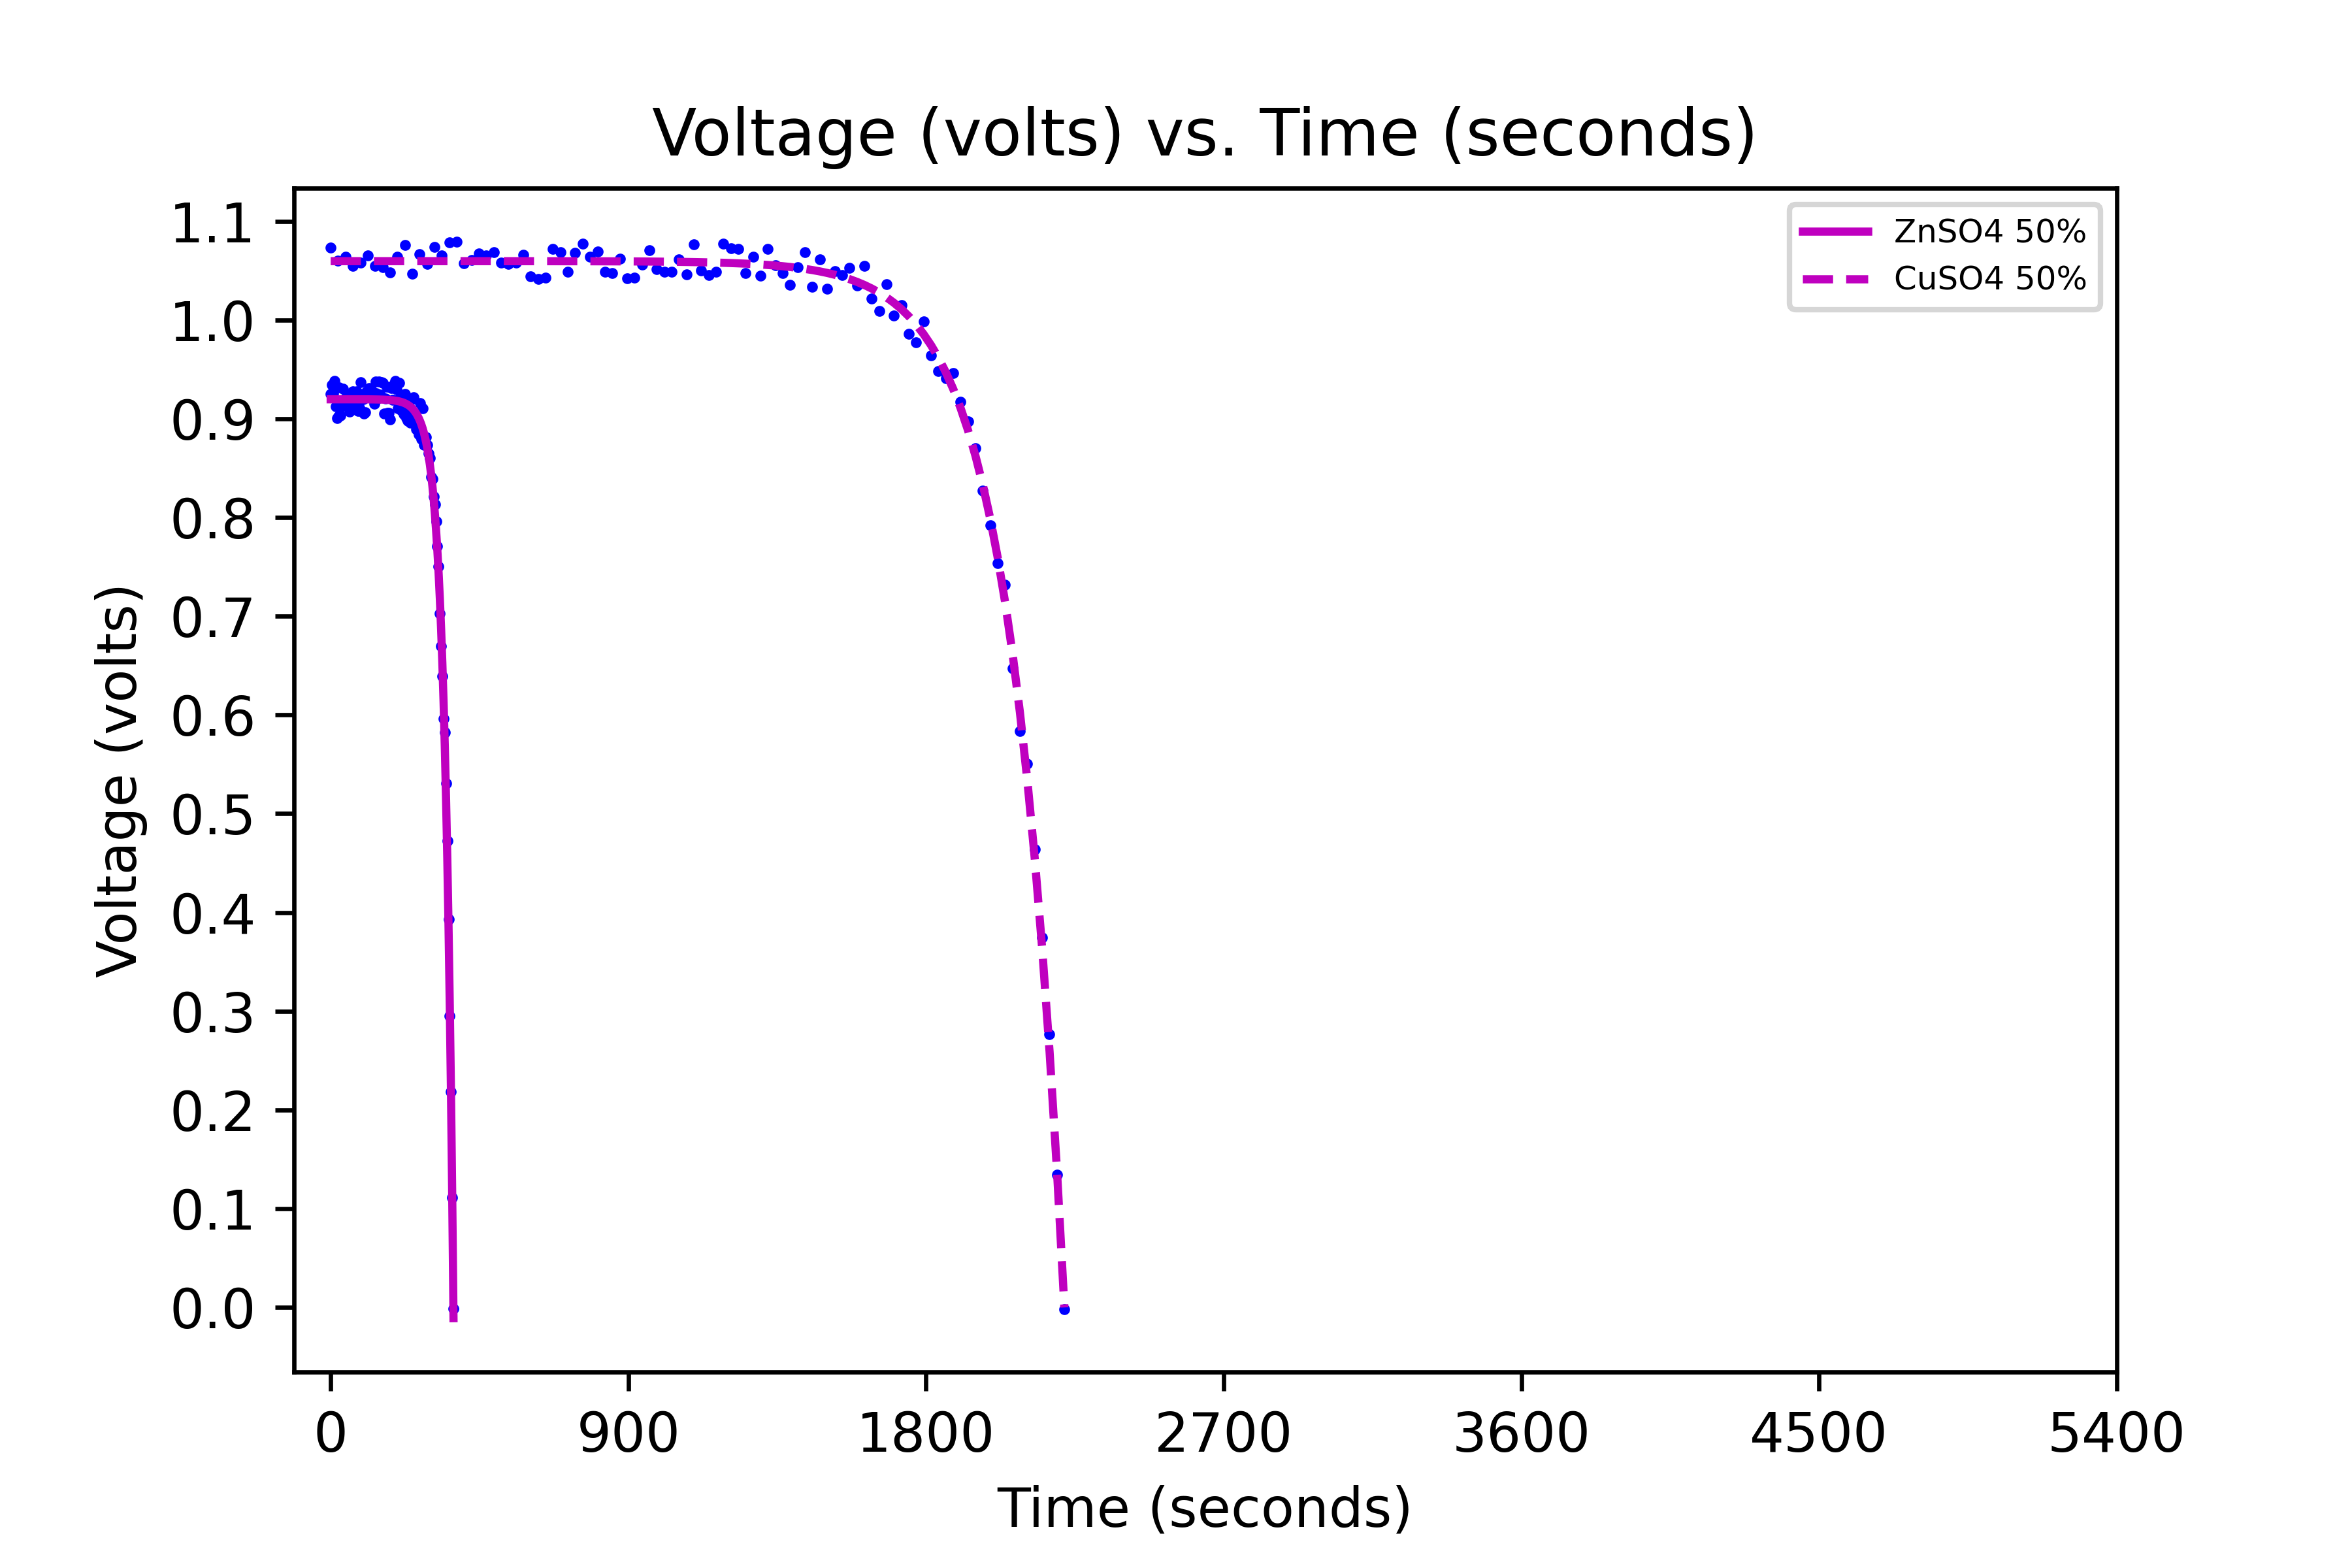 Voltage (volts) vs. Time (seconds)
ZnSO4 50%
CuSO4 50%
Voltage (volts)
1.1
1.0
0.9
0.8
0.7
0.6
0.5
0.4
0.3
0.2
0.1
0.0
0 900 1800 2700 3600 4500 5400
Time (seconds)